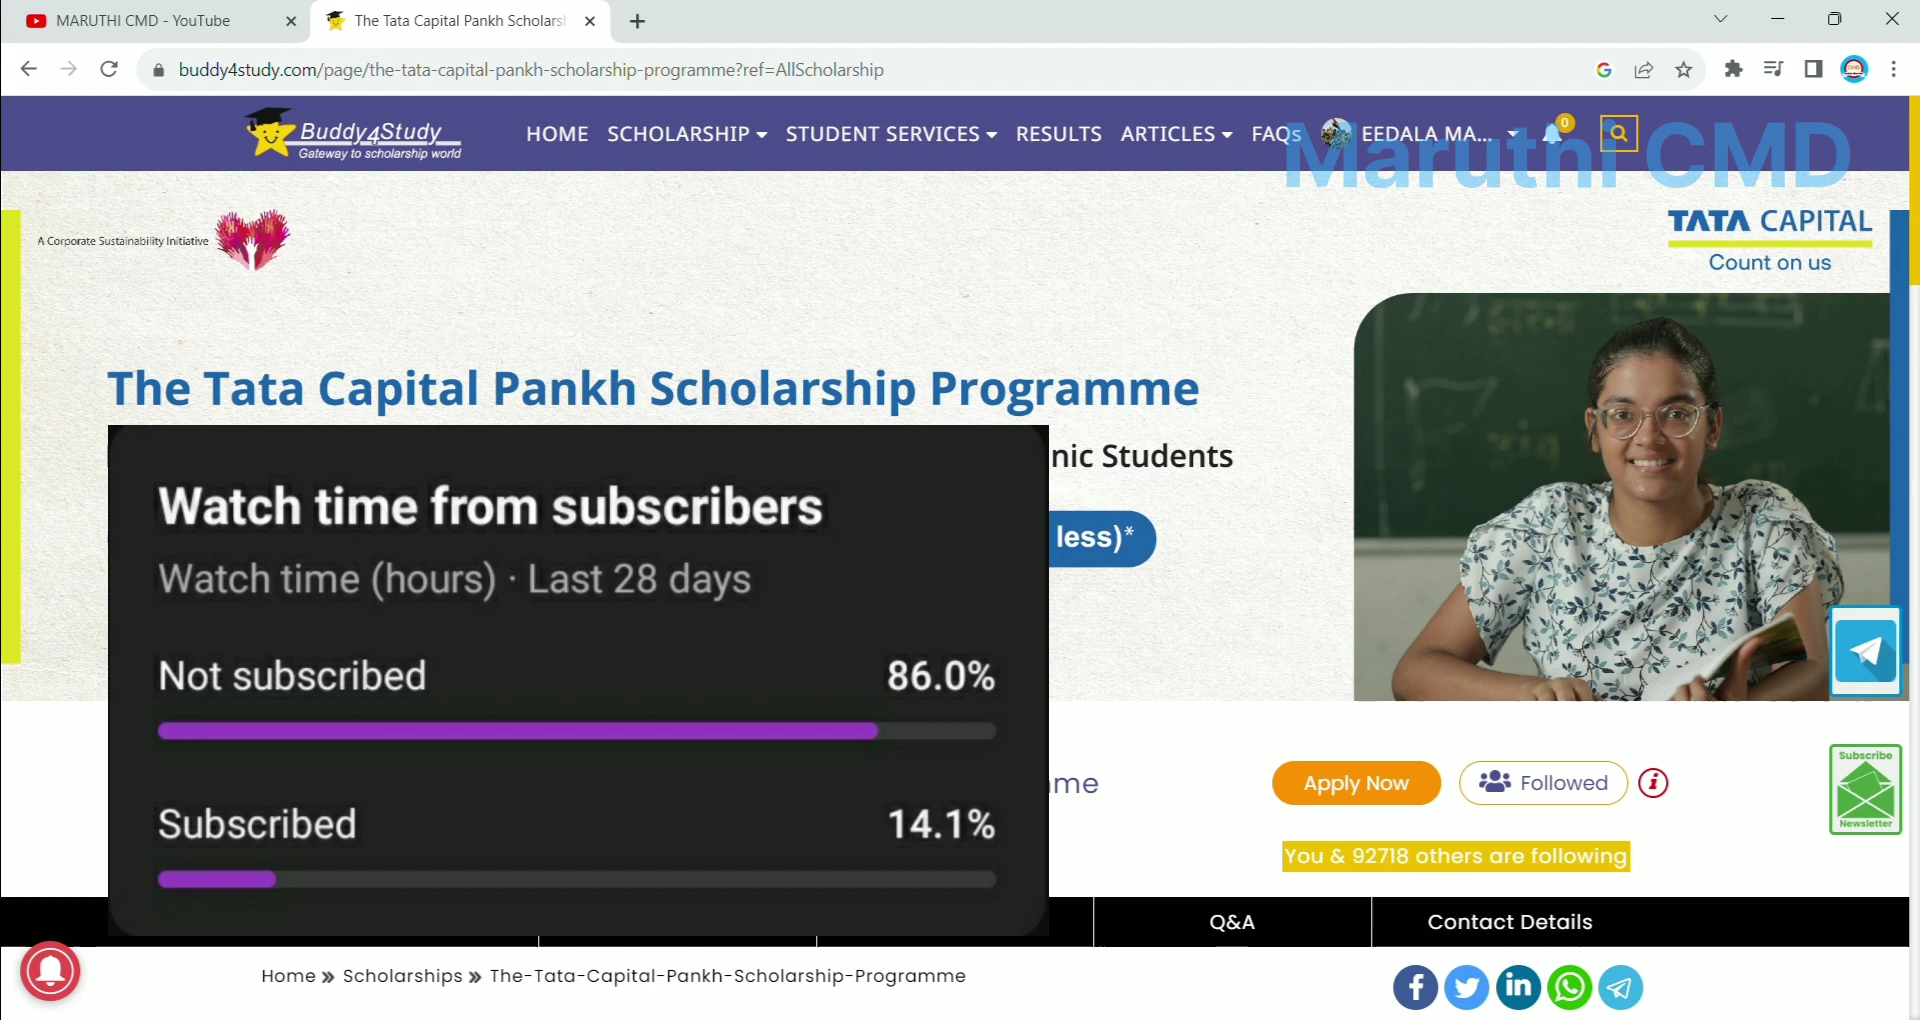 MARUTHI CMD - YouTube
The Tata Capital Pankh Scholarsh
buddy4study.com/page/the-tata-capital-pankh-scholarship-programme?ref=AllScholarship
Buddy4Study
Gateway to scholarship world
HOME SCHOLARSHIP STUDENT SERVICES RESULTS ARTICLES FAQs EEDALA MA... 0
Maruthi CMD
A Corporate Sustainability Initiative
TATA CAPITAL
Count on us
The Tata Capital Pankh Scholarship Programme
nic Students
less)*
Watch time from subscribers
Watch time (hours) · Last 28 days
Not subscribed 86.0%
Subscribed 14.1%
me
Apply Now
Followed
i
Subscribe
Newsletter
You & 92718 others are following
Q&A
Contact Details
Home » Scholarships » The-Tata-Capital-Pankh-Scholarship-Programme